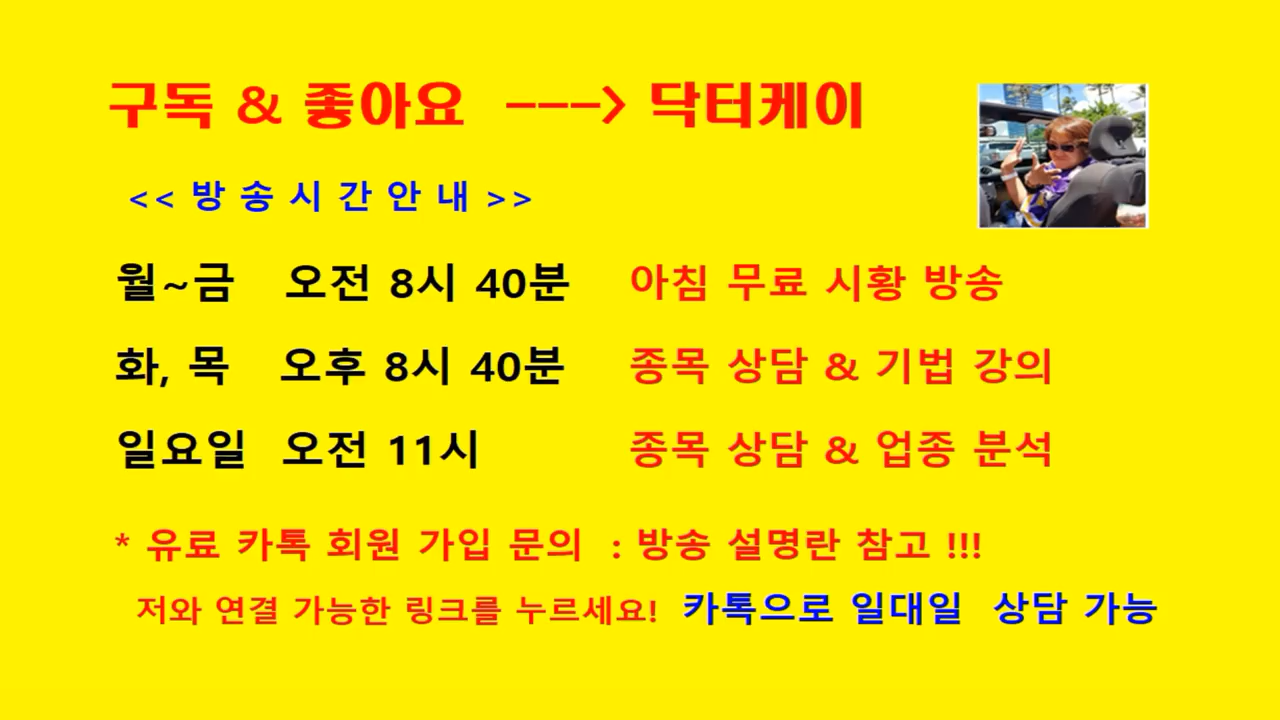 구독 & 좋아요 ---> 닥터케이
<< 방 송 시 간 안 내 >>
월~금 오전 8시 40분 아침 무료 시황 방송
화, 목 오후 8시 40분 종목 상담 & 기법 강의
일요일 오전 11시 종목 상담 & 업종 분석
* 유료 카톡 회원 가입 문의 : 방송 설명란 참고 !!!
저와 연결 가능한 링크를 누르세요! 카톡으로 일대일 상담 가능